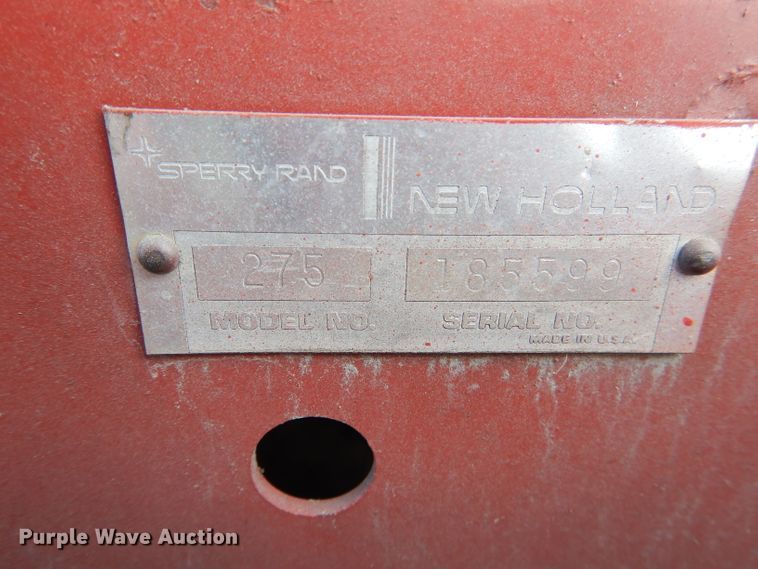 SPERRY RAND
NEW HOLLAND
275 185599
MODEL NO. SERIAL NO.
MADE IN U.S.A.
Purple Wave Auction